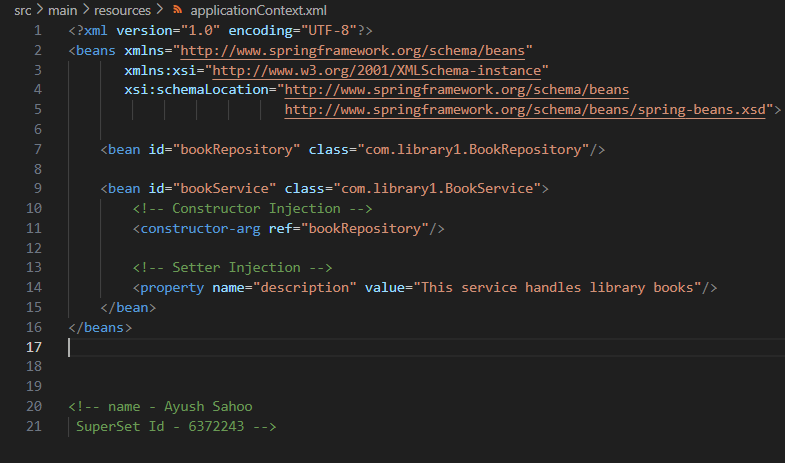 src > main > resources > applicationContext.xml
1 <?xml version="1.0" encoding="UTF-8"?>
2 <beans xmlns="http://www.springframework.org/schema/beans"
3 xmlns:xsi="http://www.w3.org/2001/XMLSchema-instance"
4 xsi:schemaLocation="http://www.springframework.org/schema/beans
5 http://www.springframework.org/schema/beans/spring-beans.xsd">
6
7 <bean id="bookRepository" class="com.library1.BookRepository"/>
8
9 <bean id="bookService" class="com.library1.BookService">
10 <!-- Constructor Injection -->
11 <constructor-arg ref="bookRepository"/>
12
13 <!-- Setter Injection -->
14 <property name="description" value="This service handles library books"/>
15 </bean>
16 </beans>
17
18
19
20 <!-- name - Ayush Sahoo
21 SuperSet Id - 6372243 -->